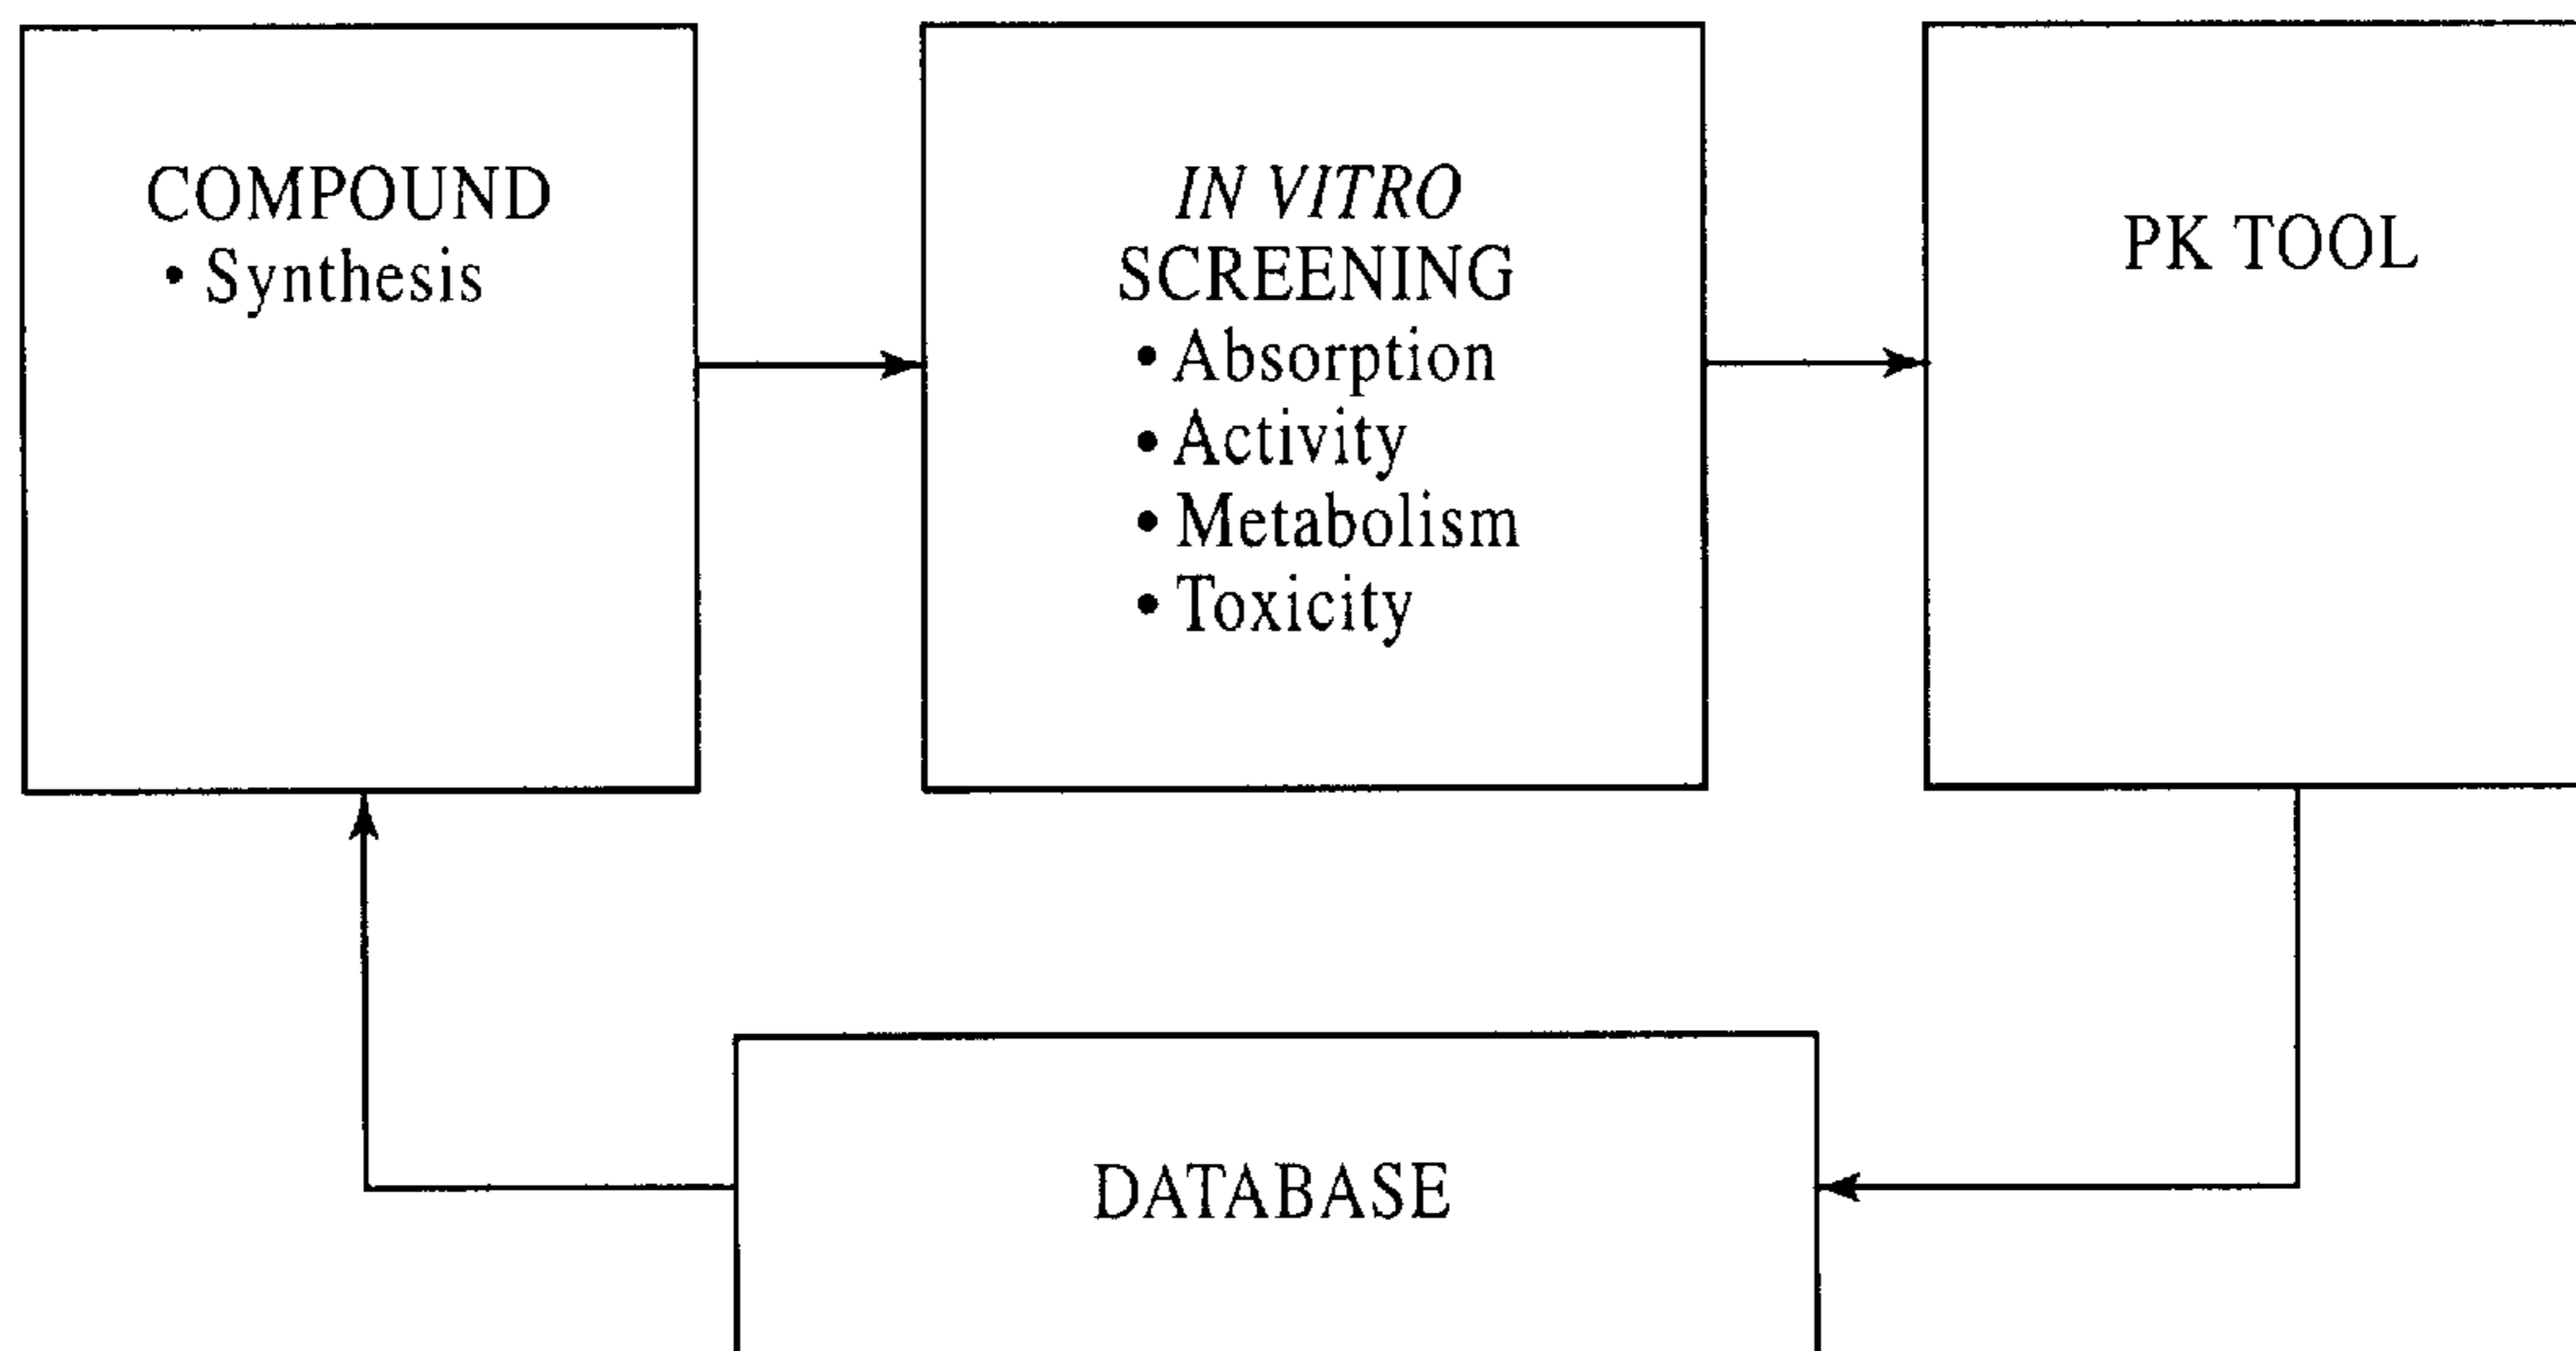 COMPOUND
• Synthesis
IN VITRO
SCREENING
• Absorption
• Activity
• Metabolism
• Toxicity
PK TOOL
DATABASE